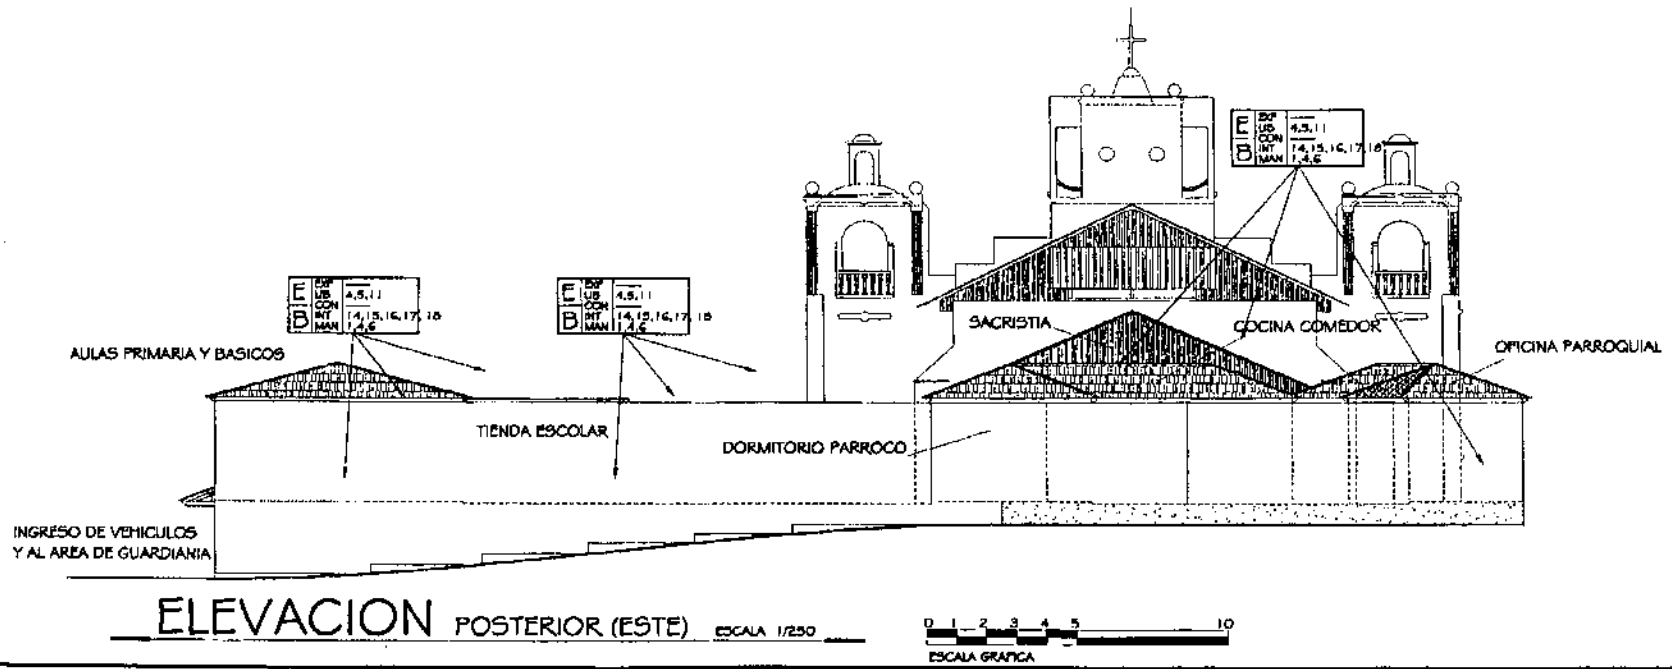 E EXP
UB 4,5,11
CON
B INT 14,15,16,17,18
MAN 1,4,6
E EXP
UB 4,5,11
CON
B INT 14,15,16,17,18
MAN 1,4,6
E EXP
UB 4,5,11
CON
B INT 14,15,16,17,18
MAN 1,4,6
AULAS PRIMARIA Y BASICOS
SACRISTIA
COCINA COMEDOR
OFICINA PARROQUIAL
TIENDA ESCOLAR
DORMITORIO PARROCO
INGRESO DE VEHICULOS
Y AL AREA DE GUARDIANIA
ELEVACION POSTERIOR (ESTE) ESCALA 1/250
0 1 2 3 4 5 10
ESCALA GRAFICA